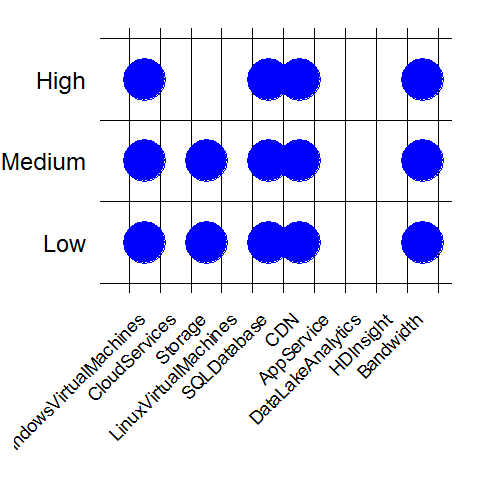 High
Medium
Low
ndowsVirtualMachines
CloudServices
Storage
LinuxVirtualMachines
SQLDatabase
CDN
AppService
DataLakeAnalytics
HDInsight
Bandwidth